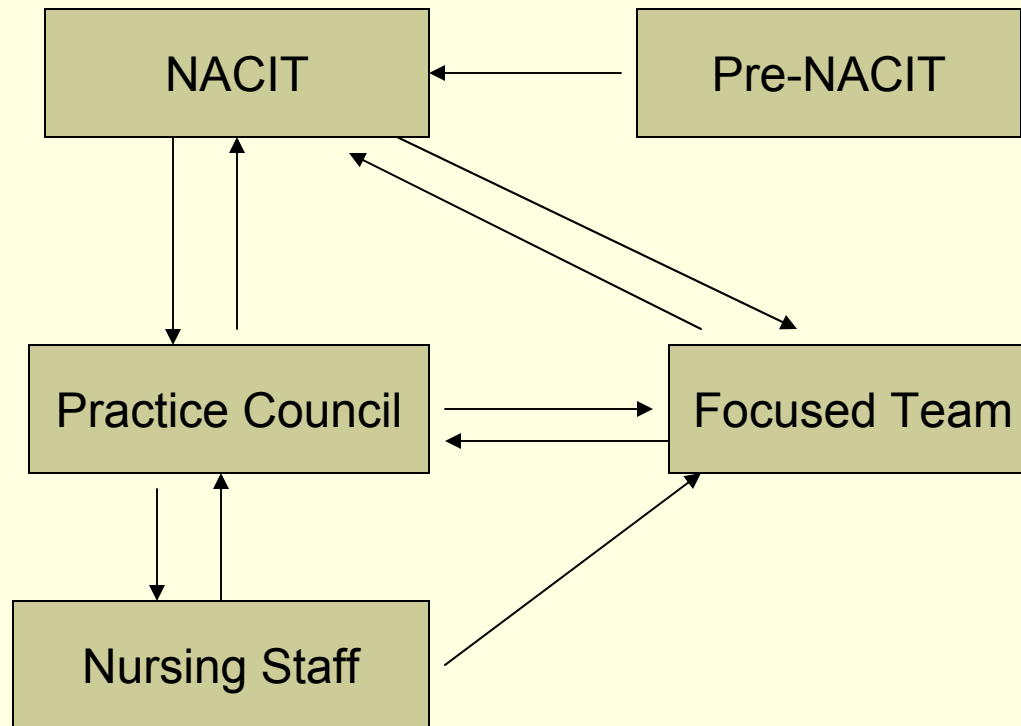 NACIT
Pre-NACIT
Practice Council
Focused Team
Nursing Staff